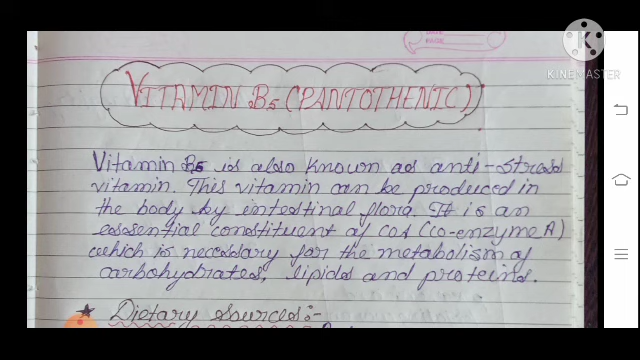 KINEMASTER
VITAMIN B5 (PANTOTHENIC)
Vitamin B5 is also known as anti-stress
vitamin. This vitamin can be produced in
the body by intestinal flora. It is an
essential constituent of coA (co-enzyme A)
which is necessary for the metabolism of
carbohydrates, lipids and proteins.
Dietary sources:-